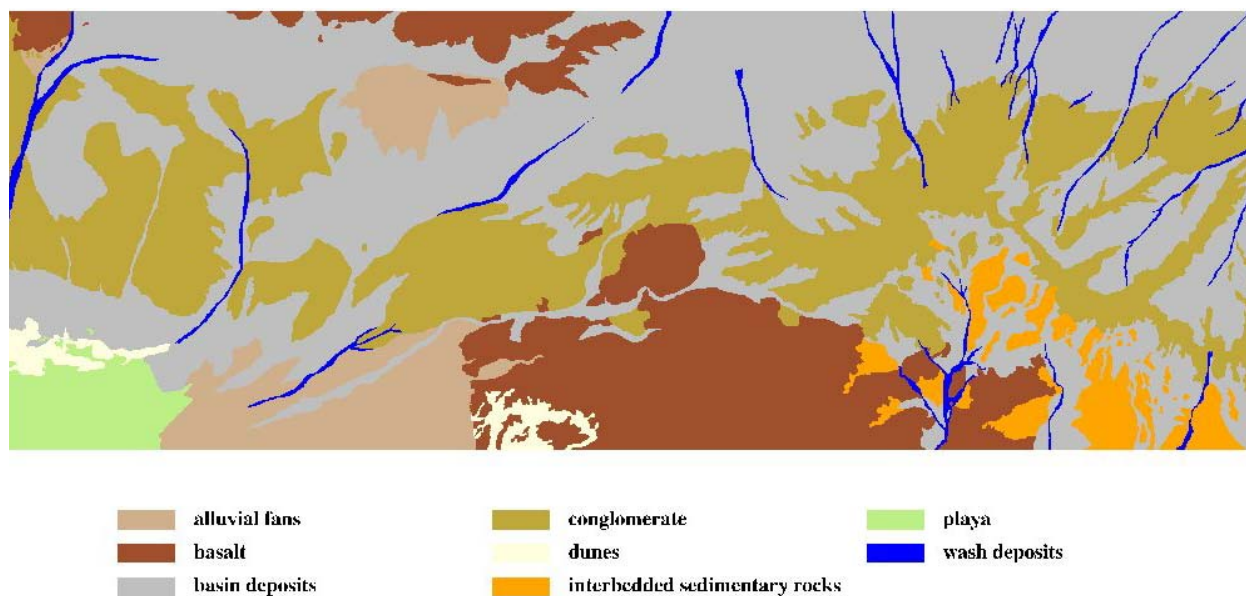 alluvial fans
conglomerate
playa
basalt
dunes
wash deposits
basin deposits
interbedded sedimentary rocks